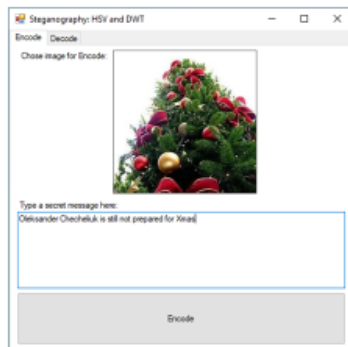 Steganography: HSV and DWT
Encode Decode
Chose image for Encode:
Type a secret message here:
Oleksander Checheliuk is still not prepared for Xmas
Encode